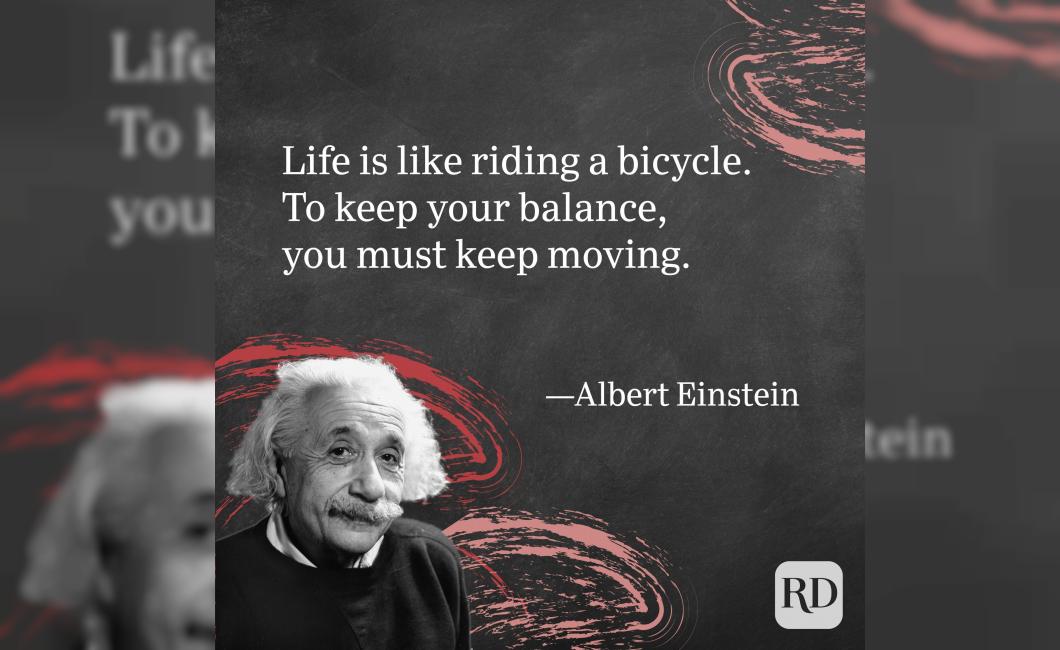 Life is like riding a bicycle.
To keep your balance,
you must keep moving.
—Albert Einstein
RD